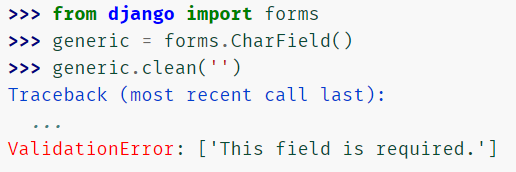 >>> from django import forms
>>> generic = forms.CharField()
>>> generic.clean('')
Traceback (most recent call last):
  ...
ValidationError: ['This field is required.']